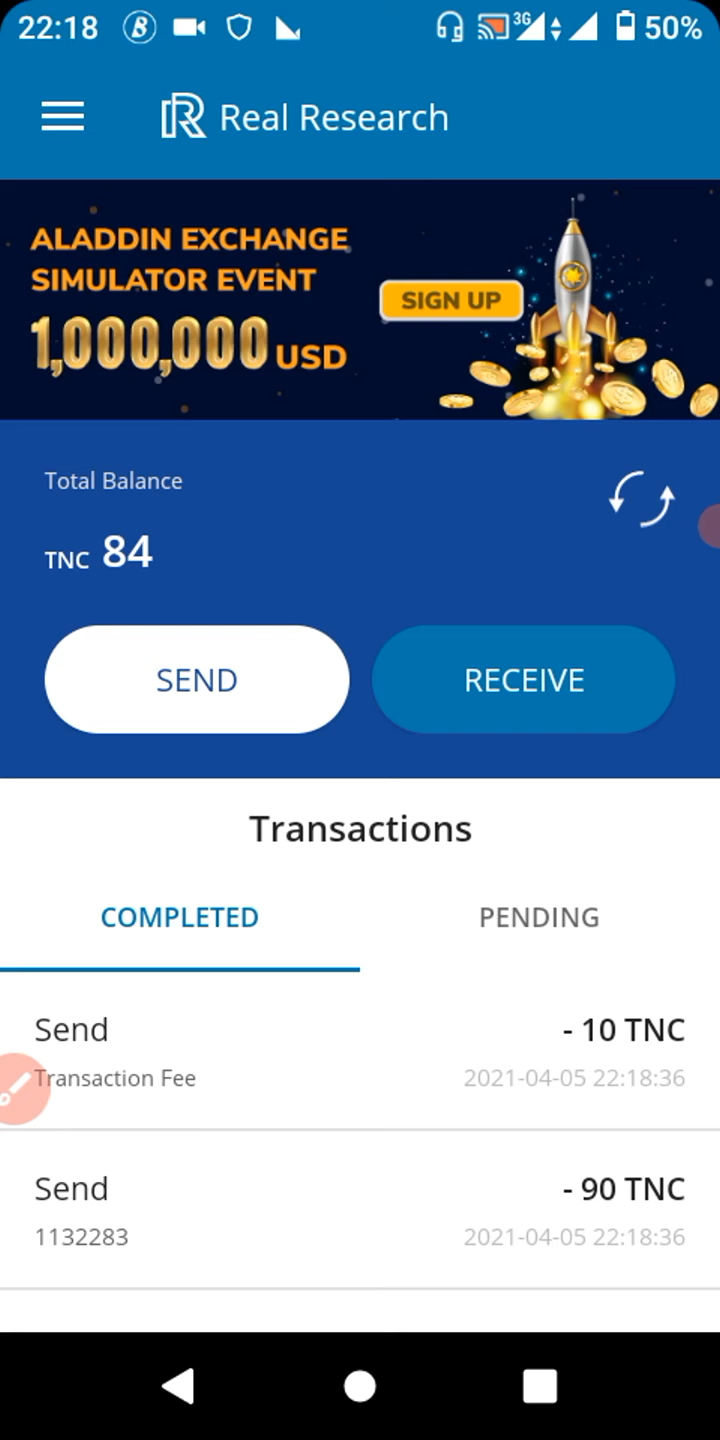 22:18 3G 50%
Real Research
ALADDIN EXCHANGE
SIMULATOR EVENT
SIGN UP
1,000,000 USD
Total Balance
TNC 84
SEND RECEIVE
Transactions
COMPLETED PENDING
Send - 10 TNC
Transaction Fee 2021-04-05 22:18:36
Send - 90 TNC
1132283 2021-04-05 22:18:36